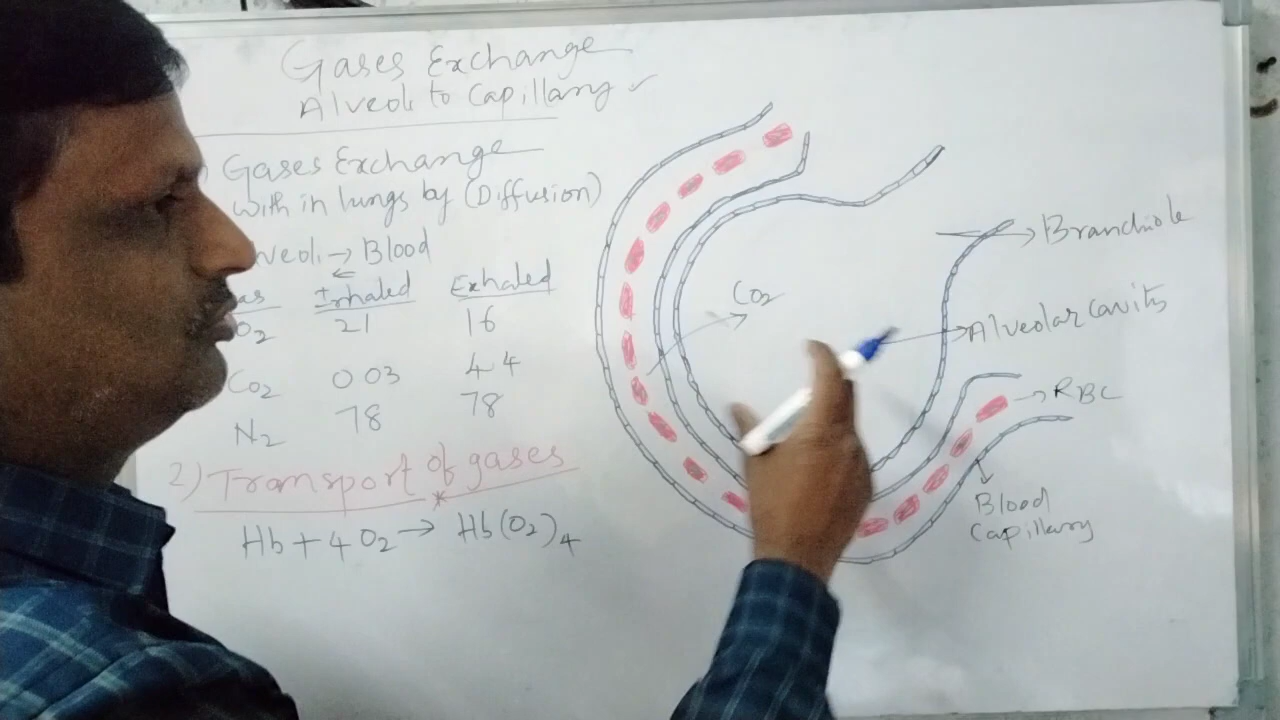 Gases Exchange
Alveoli to Capillary
Gases Exchange
with in lungs by (Diffusion)
→ Blood
←
Inhaled Exhaled
O2 21 16
CO2 0 03 4 4
N2 78 78
2) Transport of gases
*
Hb + 4 O2 → Hb(O2)4
CO2
→ Branchiole
→ Alveolar cavity
→ RBC
Blood
Capillary